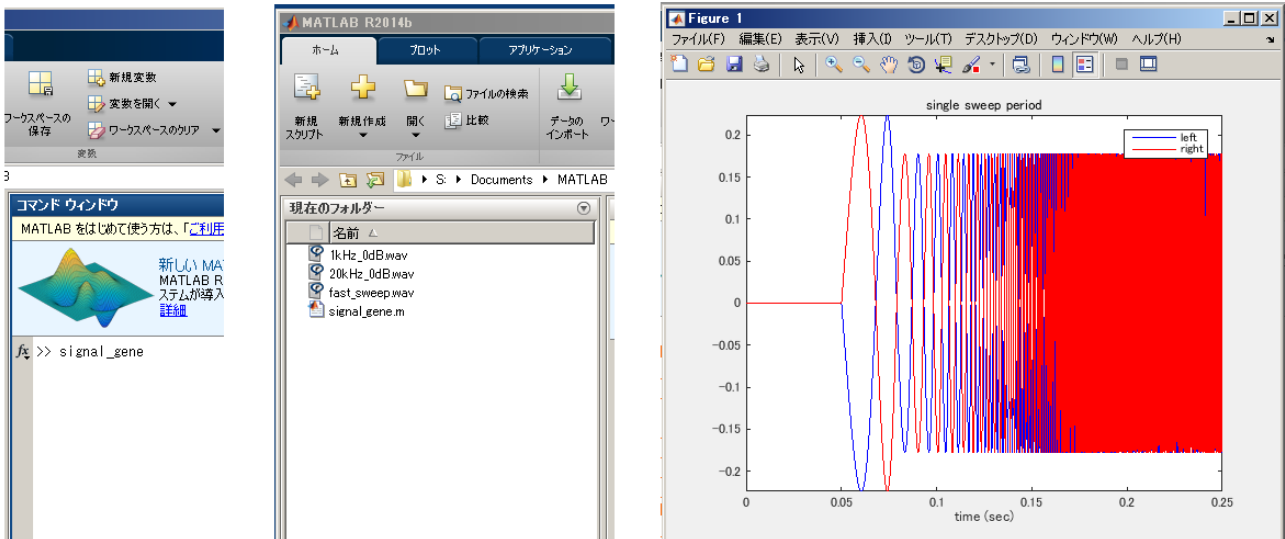 新規変数
変数を開く
ワークスペースの
保存
ワークスペースのクリア
変数
コマンド ウィンドウ
MATLAB をはじめて使う方は、「ご利用
新しい MA
MATLAB R
ステムが導入
詳細
fx >> signal_gene
MATLAB R2014b
ホーム
プロット
アプリケーション
新規
スクリプト
新規作成
開く
ファイルの検索
比較
データの
インポート
ワー
ファイル
S: Documents MATLAB
現在のフォルダー
名前
1kHz_0dB.wav
20kHz_0dB.wav
fast_sweep.wav
signal_gene.m
Figure 1
ファイル(F) 編集(E) 表示(V) 挿入(I) ツール(T) デスクトップ(D) ウィンドウ(W) ヘルプ(H)
single sweep period
left
right
0.2
0.15
0.1
0.05
0
-0.05
-0.1
-0.15
-0.2
0 0.05 0.1 0.15 0.2 0.25
time (sec)